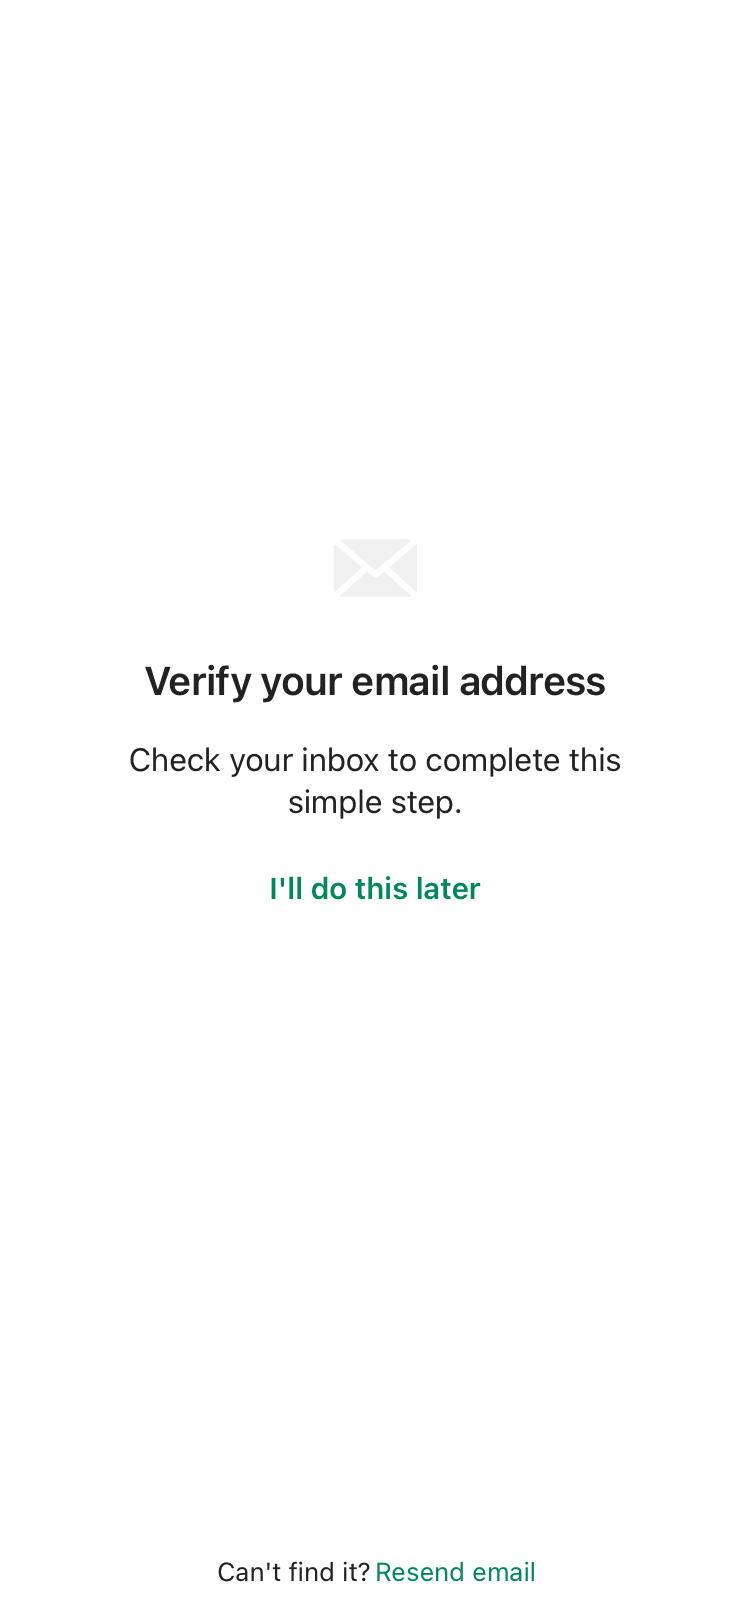 Verify your email address
Check your inbox to complete this
simple step.
I'll do this later
Can't find it? Resend email